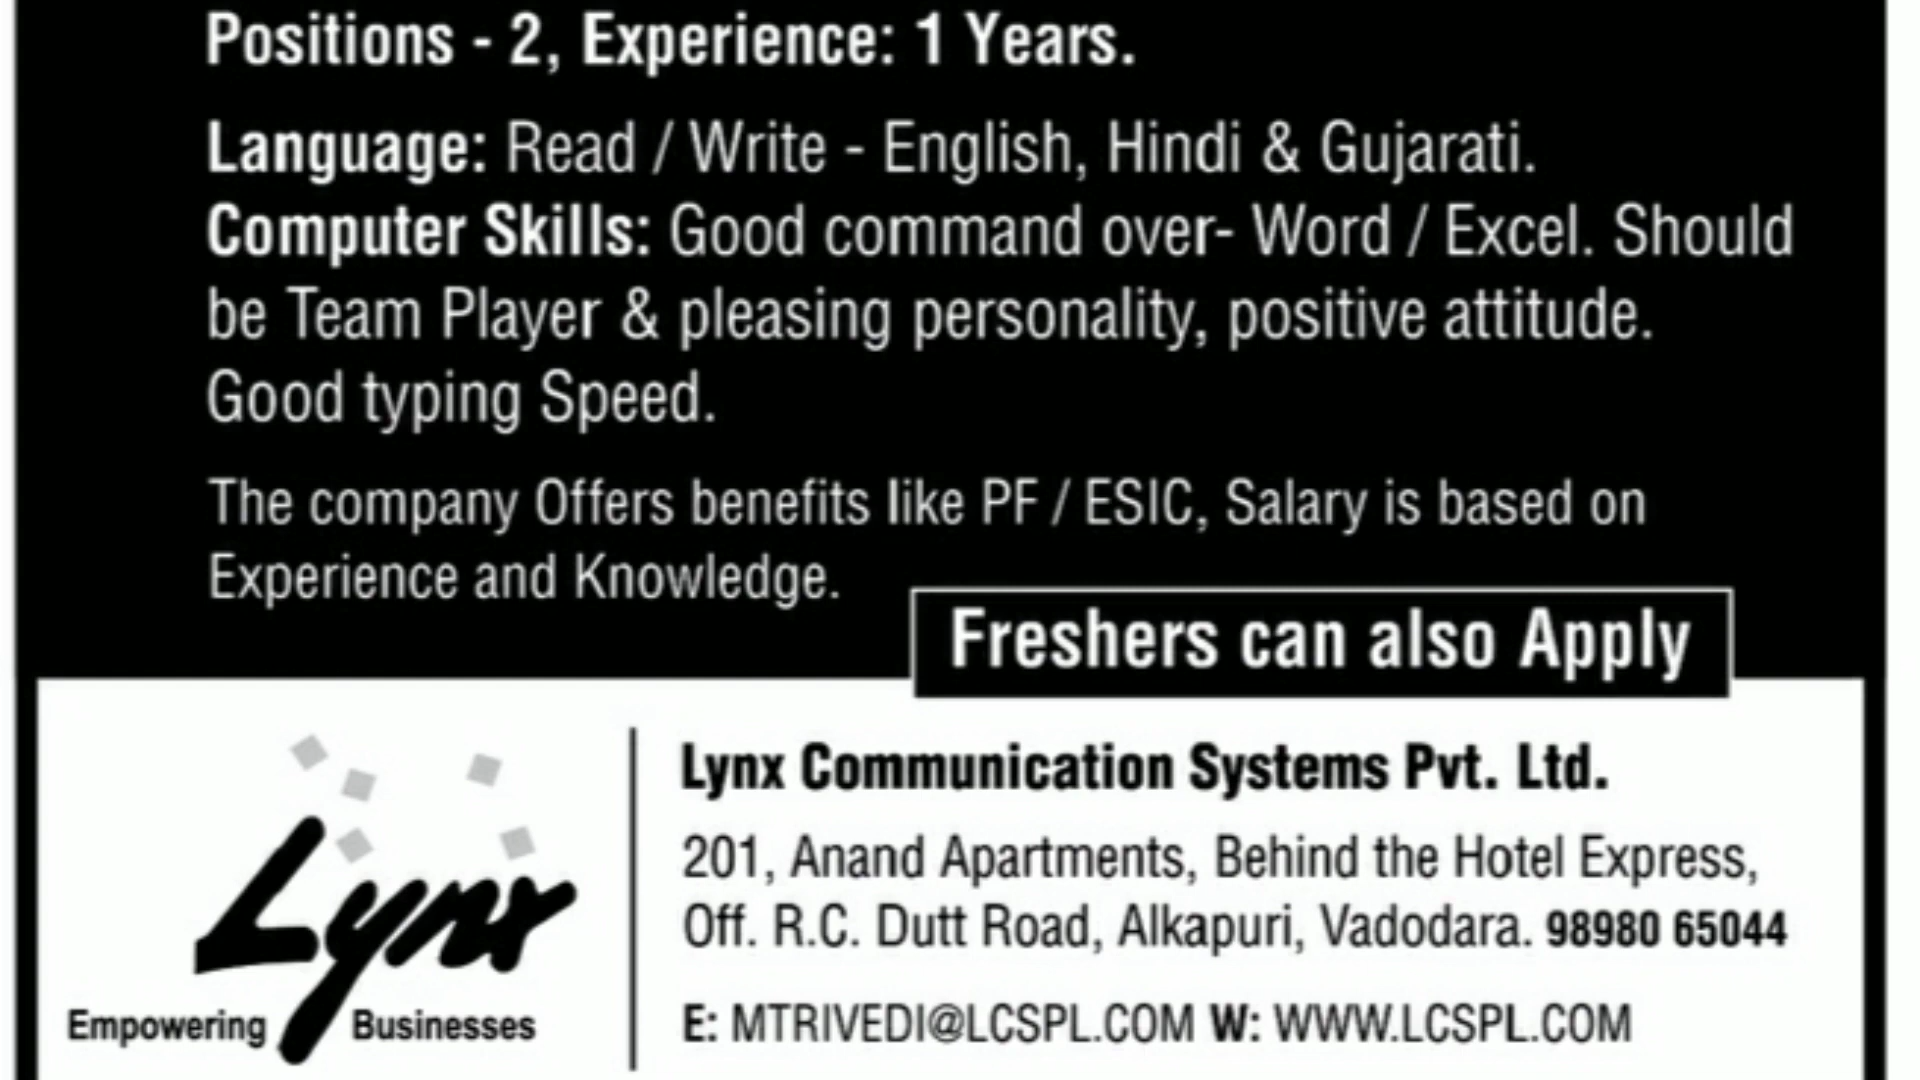 Positions - 2, Experience: 1 Years.
Language: Read / Write - English, Hindi & Gujarati.
Computer Skills: Good command over- Word / Excel. Should
be Team Player & pleasing personality, positive attitude.
Good typing Speed.
The company Offers benefits like PF / ESIC, Salary is based on
Experience and Knowledge.
Freshers can also Apply
Lynx
Empowering Businesses
Lynx Communication Systems Pvt. Ltd.
201, Anand Apartments, Behind the Hotel Express,
Off. R.C. Dutt Road, Alkapuri, Vadodara. 98980 65044
E: MTRIVEDI@LCSPL.COM W: WWW.LCSPL.COM